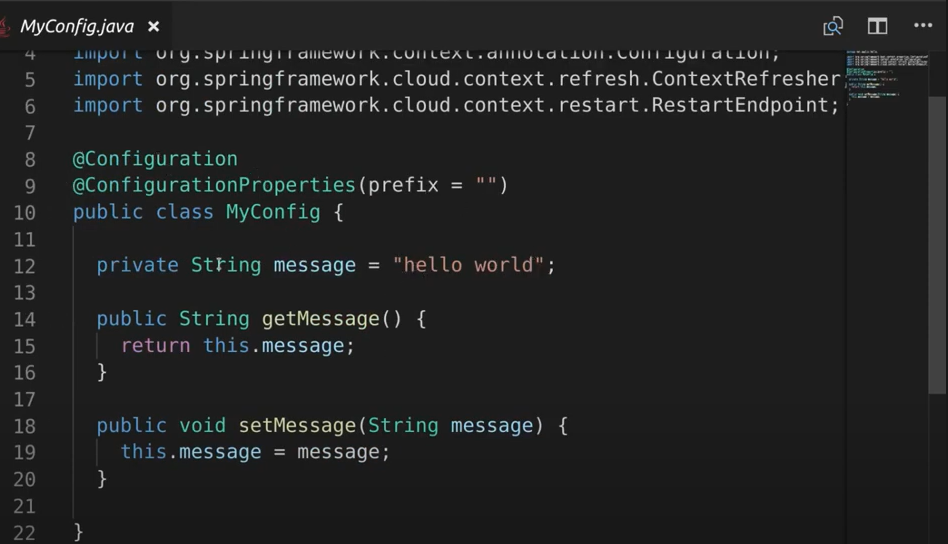 MyConfig.java
4 import org.springframework.context.annotation.Configuration;
5 import org.springframework.cloud.context.refresh.ContextRefresher
6 import org.springframework.cloud.context.restart.RestartEndpoint;
7
8 @Configuration
9 @ConfigurationProperties(prefix = "")
10 public class MyConfig {
11
12 private String message = "hello world";
13
14 public String getMessage() {
15 return this.message;
16 }
17
18 public void setMessage(String message) {
19 this.message = message;
20 }
21
22 }